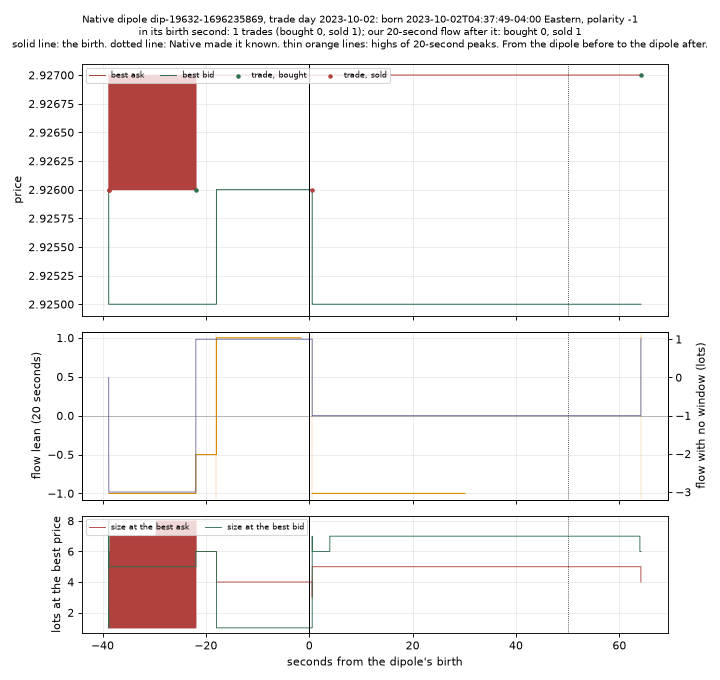 Native dipole dip-19632-1696235869, trade day 2023-10-02: born 2023-10-02T04:37:49-04:00 Eastern, polarity -1
in its birth second: 1 trades (bought 0, sold 1); our 20-second flow after it: bought 0, sold 1
solid line: the birth. dotted line: Native made it known. thin orange lines: highs of 20-second peaks. From the dipole before to the dipole after.
best ask best bid trade, bought trade, sold
2.92700
2.92675
2.92650
2.92625
2.92600
2.92575
2.92550
2.92525
2.92500
price
1.0
0.5
0.0
−0.5
−1.0
flow lean (20 seconds)
1
0
−1
−2
−3
flow with no window (lots)
size at the best ask size at the best bid
8
6
4
2
lots at the best price
−40 −20 0 20 40 60
seconds from the dipole's birth